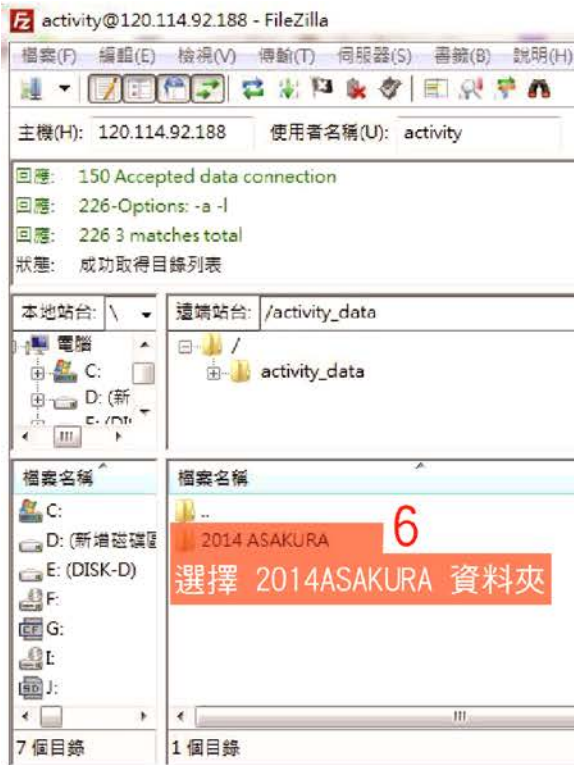 activity@120.114.92.188 - FileZilla
檔案(F) 編輯(E) 檢視(V) 傳輸(T) 伺服器(S) 書籤(B) 說明(H)
主機(H): 120.114.92.188 使用者名稱(U): activity
回應: 150 Accepted data connection
回應: 226-Options: -a -l
回應: 226 3 matches total
狀態: 成功取得目錄列表
本地站台: \ 遠端站台: /activity_data
電腦
C:
D: (新
/
activity_data
檔案名稱
C:
D: (新增磁碟區
E: (DISK-D)
F:
G:
I:
J:
7 個目錄
檔案名稱
..
2014 ASAKURA
6
選擇 2014ASAKURA 資料夾
1 個目錄